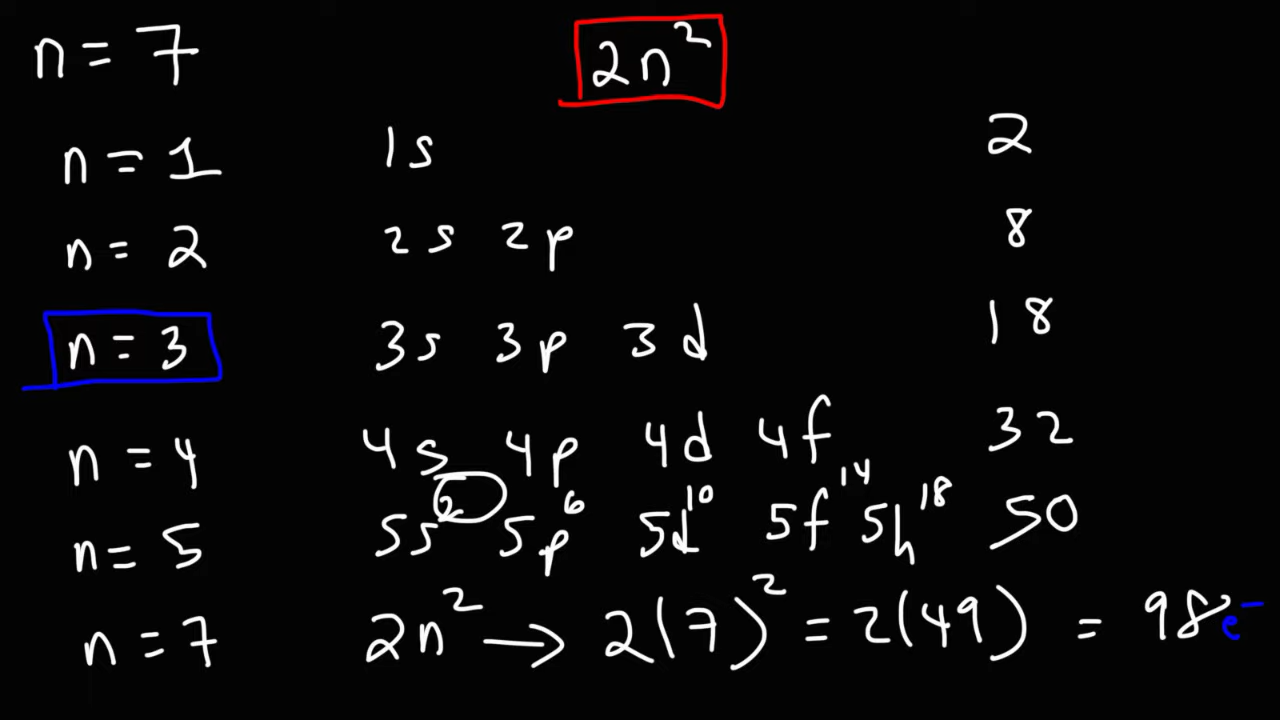 n = 7 2n²
n = 1 1s 2
n = 2 2s 2p 8
n = 3 3s 3p 3d 18
n = 4 4s 4p 4d 4f 32
n = 5 5s² 5p⁶ 5d¹⁰ 5f¹⁴ 5h¹⁸ 50
n = 7 2n² → 2(7)² = 2(49) = 98e⁻